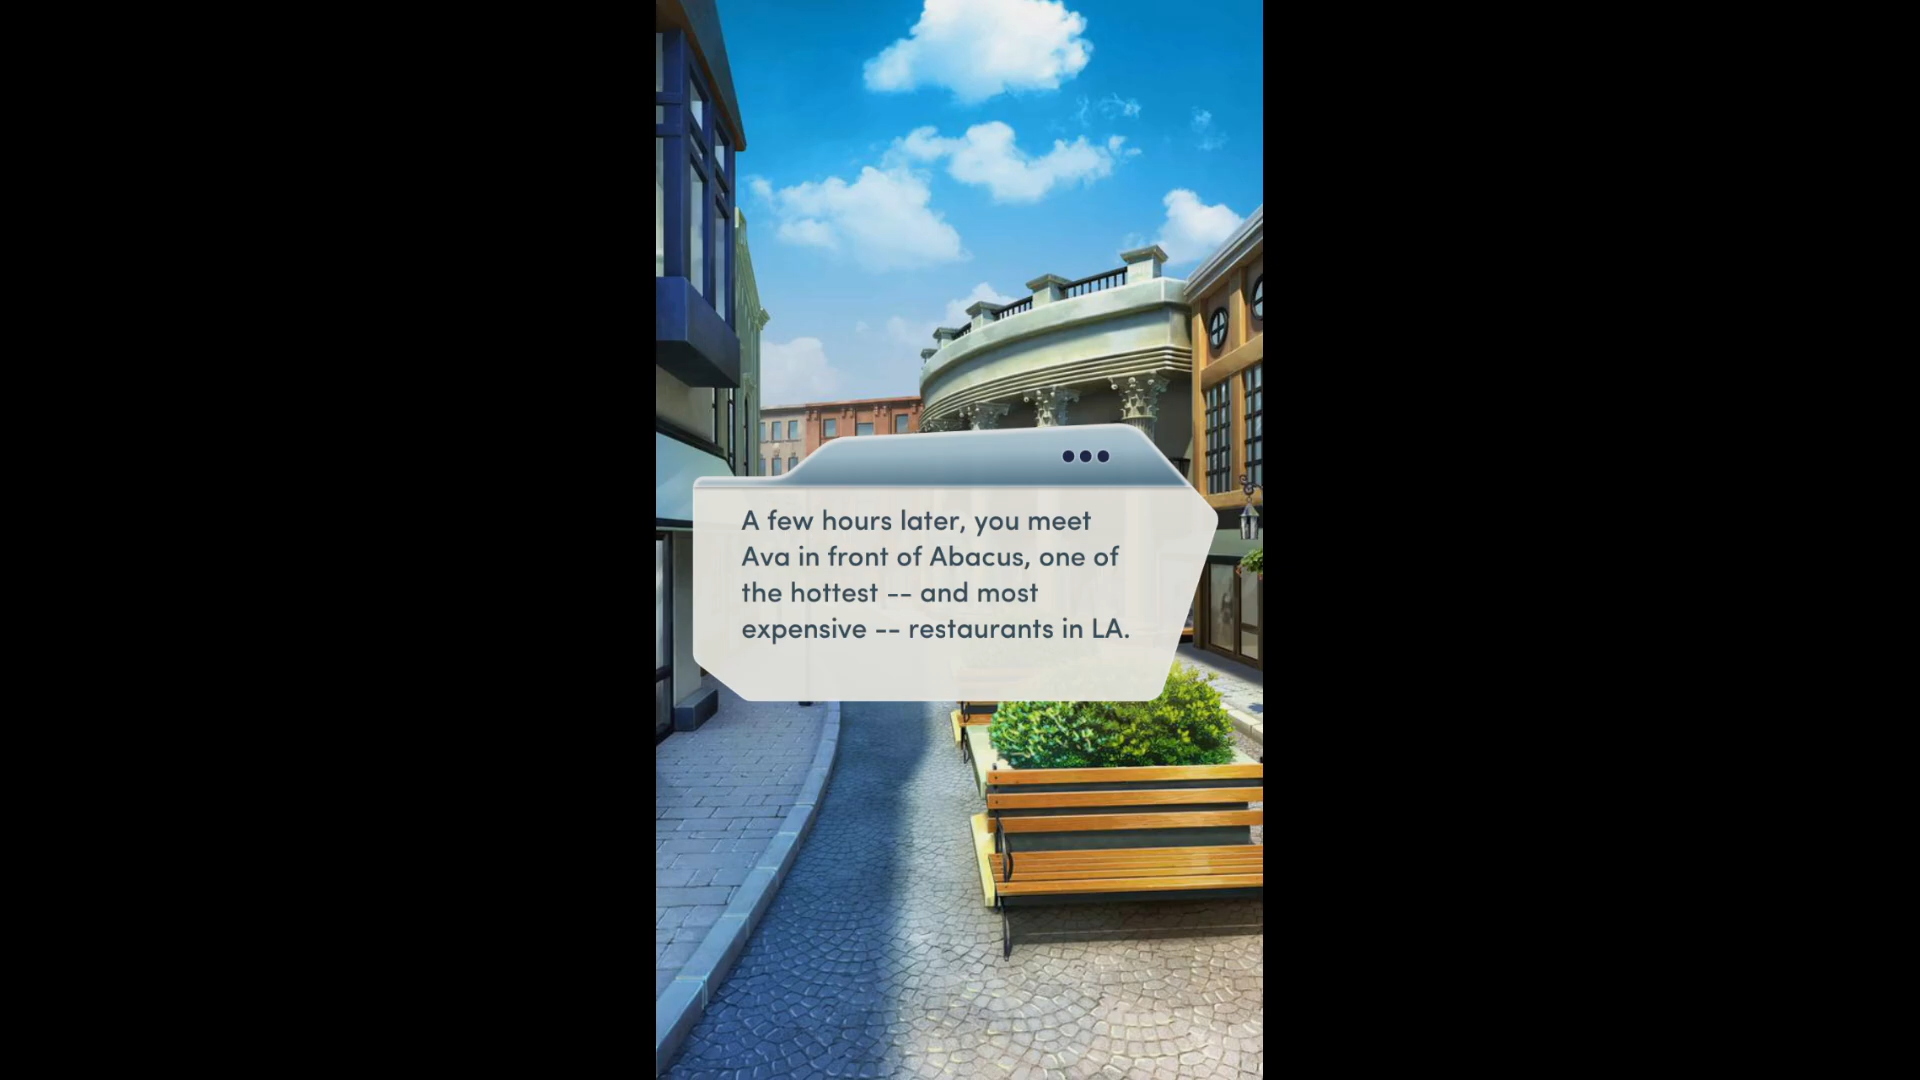 A few hours later, you meet
Ava in front of Abacus, one of
the hottest -- and most
expensive -- restaurants in LA.